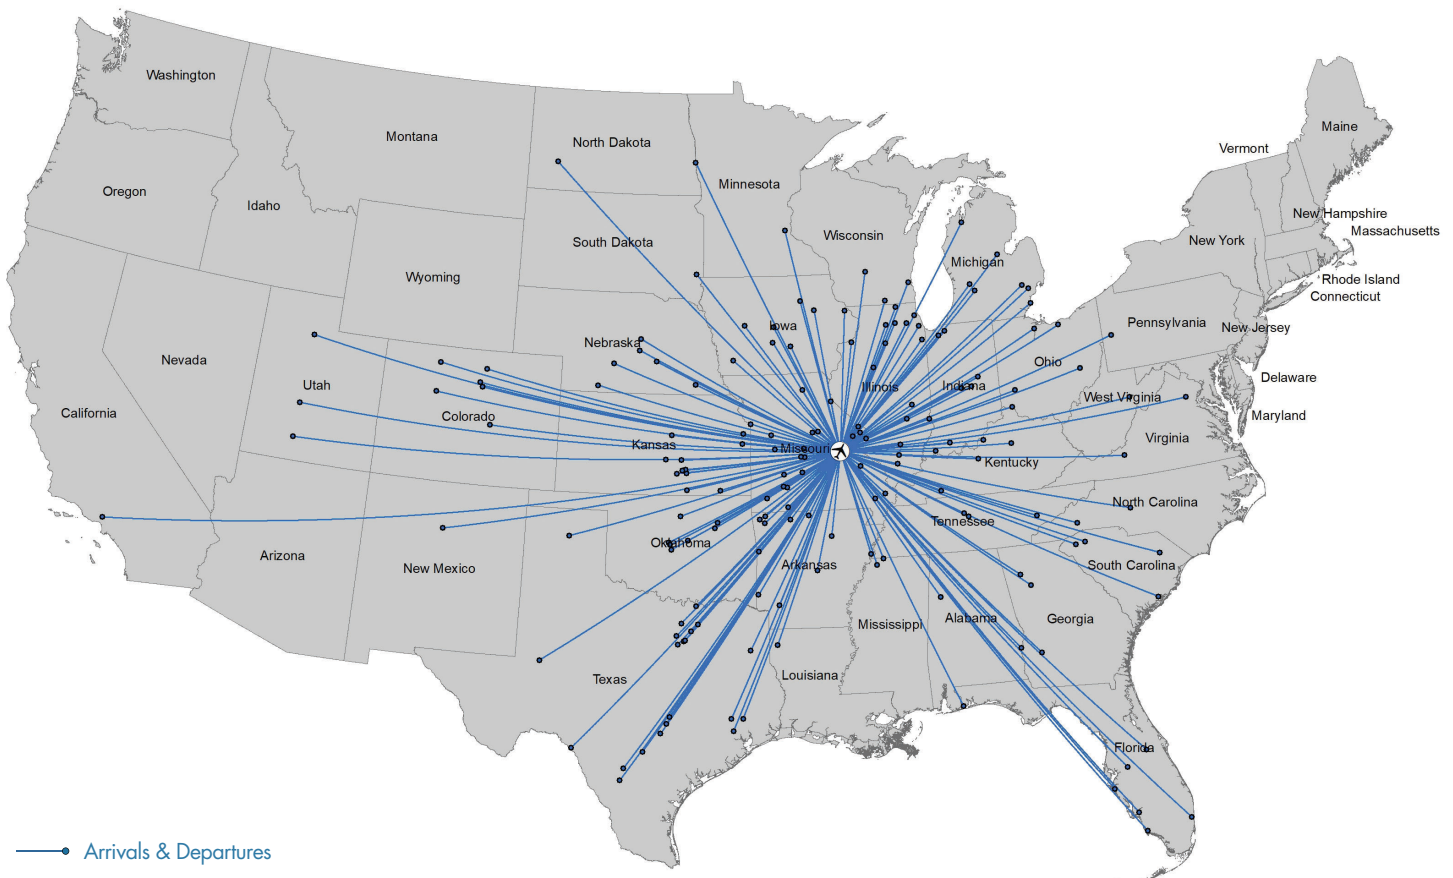 Washington
Montana
North Dakota
Minnesota
Maine
Vermont
Oregon
Idaho
South Dakota
Wisconsin
Michigan
New York
New Hampshire
Massachusetts
Wyoming
Rhode Island
Connecticut
Nevada
Nebraska
Iowa
Pennsylvania
New Jersey
Utah
Colorado
Illinois
Indiana
Ohio
West Virginia
Delaware
Maryland
California
Kansas
Missouri
Kentucky
Virginia
North Carolina
Arizona
New Mexico
Oklahoma
Arkansas
Tennessee
South Carolina
Mississippi
Alabama
Georgia
Texas
Louisiana
Florida
Arrivals & Departures